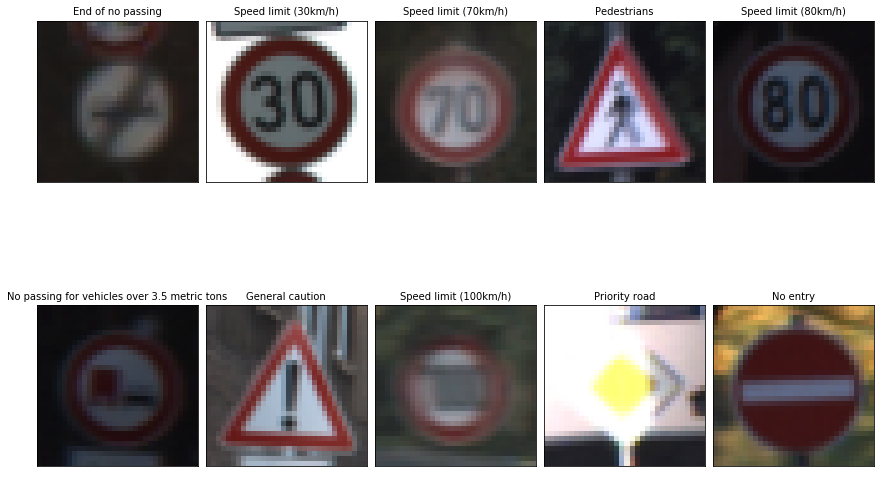 End of no passing
Speed limit (30km/h)
Speed limit (70km/h)
Pedestrians
Speed limit (80km/h)
30
70
80
No passing for vehicles over 3.5 metric tons
General caution
Speed limit (100km/h)
Priority road
No entry
!